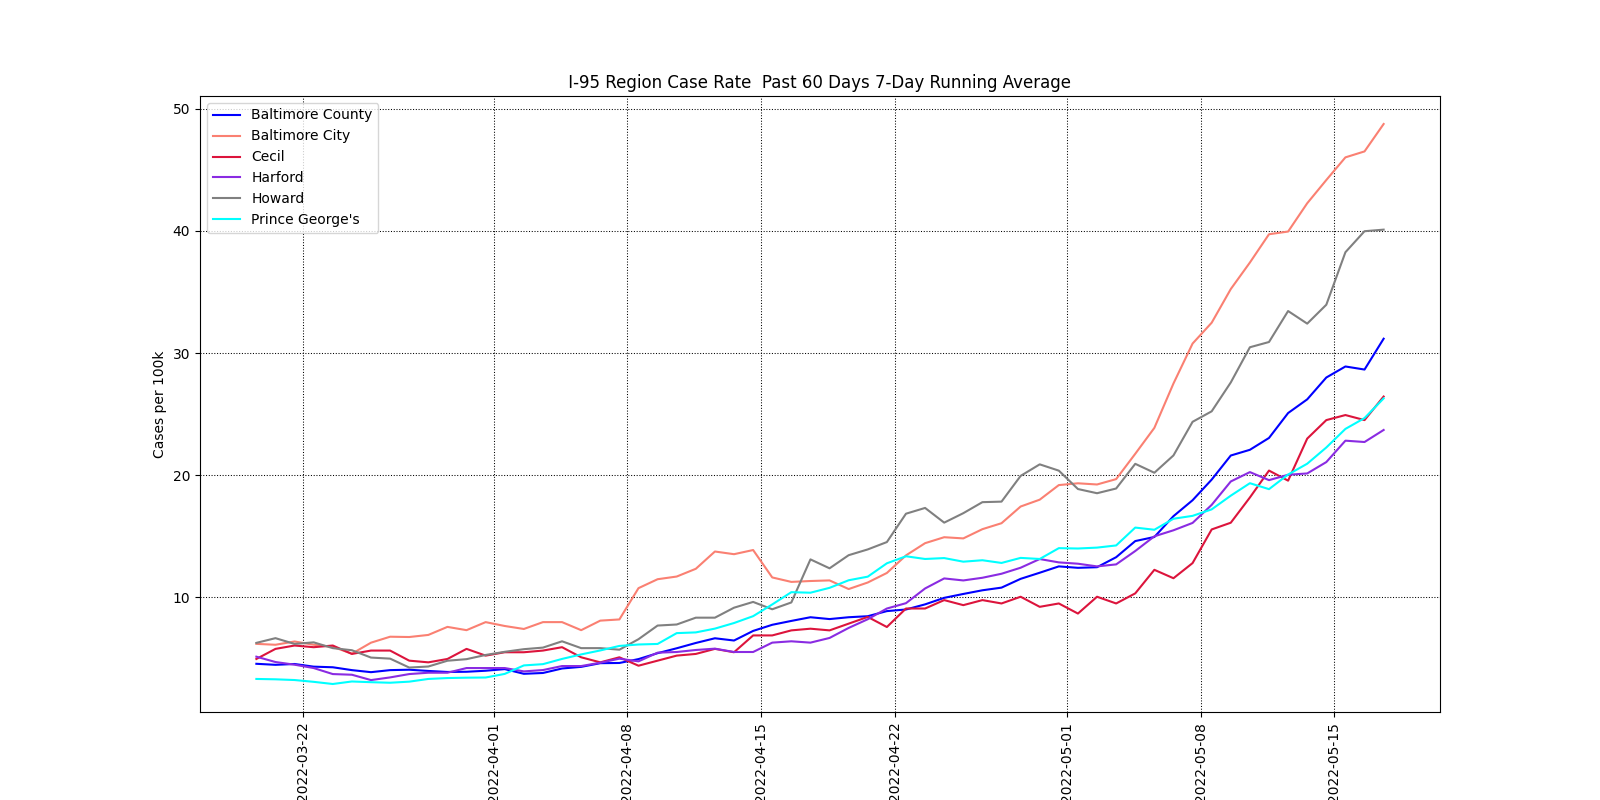 I-95 Region Case Rate  Past 60 Days 7-Day Running Average
50
40
30
20
10
Cases per 100k
Baltimore County
Baltimore City
Cecil
Harford
Howard
Prince George's
2022-03-22
2022-04-01
2022-04-08
2022-04-15
2022-04-22
2022-05-01
2022-05-08
2022-05-15